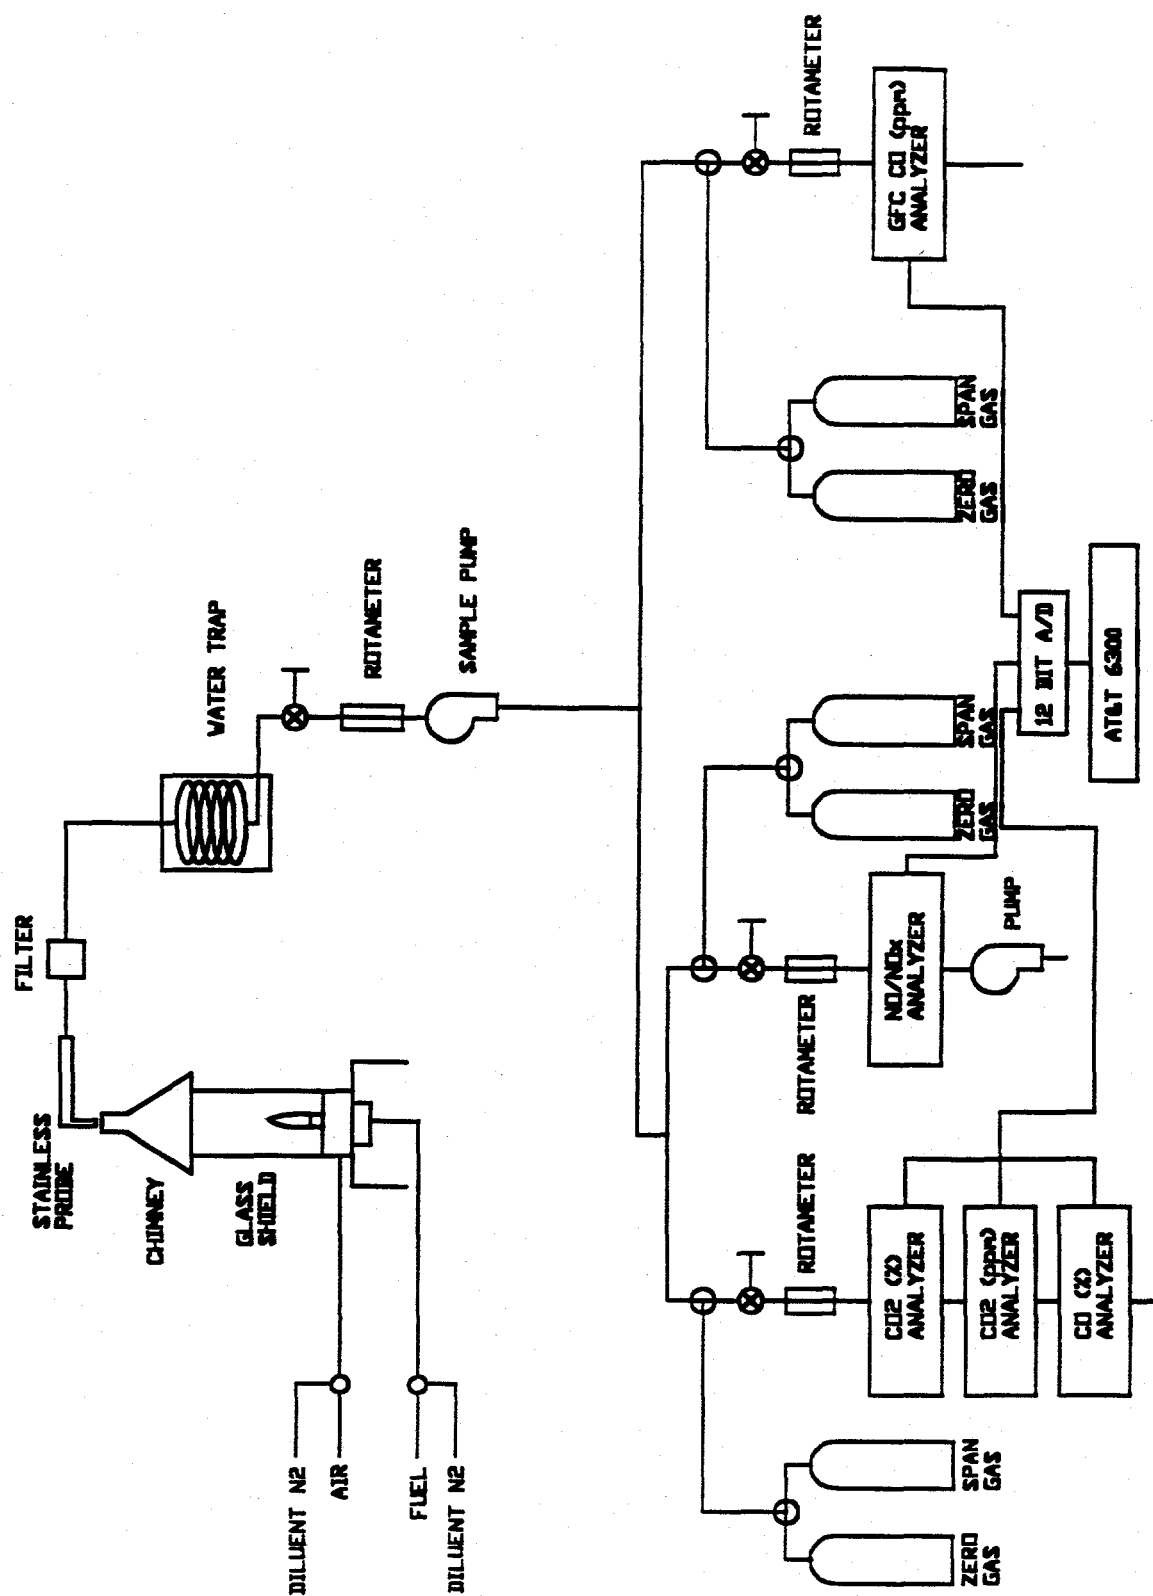 STAINLESS
PROBE
FILTER
CHIMNEY
WATER TRAP
GLASS
SHIELD
DILUENT N2
AIR
ROTAMETER
FUEL
DILUENT N2
SAMPLE PUMP
ROTAMETER
ROTAMETER
ROTAMETER
CO2 (%)
ANALYZER
NO/NOx
ANALYZER
GFC CO (ppm)
ANALYZER
ZERO
GAS
SPAN
GAS
CO2 (ppm)
ANALYZER
ZERO
GAS
SPAN
GAS
ZERO
GAS
SPAN
GAS
PUMP
12 BIT A/D
CO (%)
ANALYZER
AT&T 6300